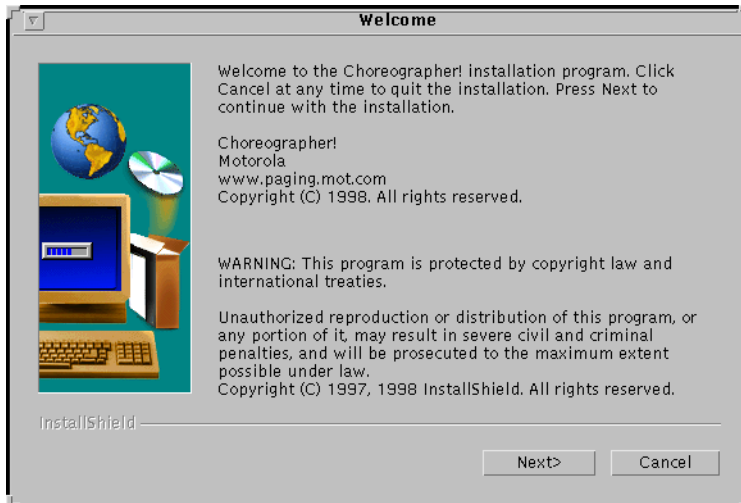 Welcome
Welcome to the Choreographer! installation program. Click
Cancel at any time to quit the installation. Press Next to
continue with the installation.
Choreographer!
Motorola
www.paging.mot.com
Copyright (C) 1998. All rights reserved.
WARNING: This program is protected by copyright law and
international treaties.
Unauthorized reproduction or distribution of this program, or
any portion of it, may result in severe civil and criminal
penalties, and will be prosecuted to the maximum extent
possible under law.
Copyright (C) 1997, 1998 InstallShield. All rights reserved.
InstallShield
Next>
Cancel